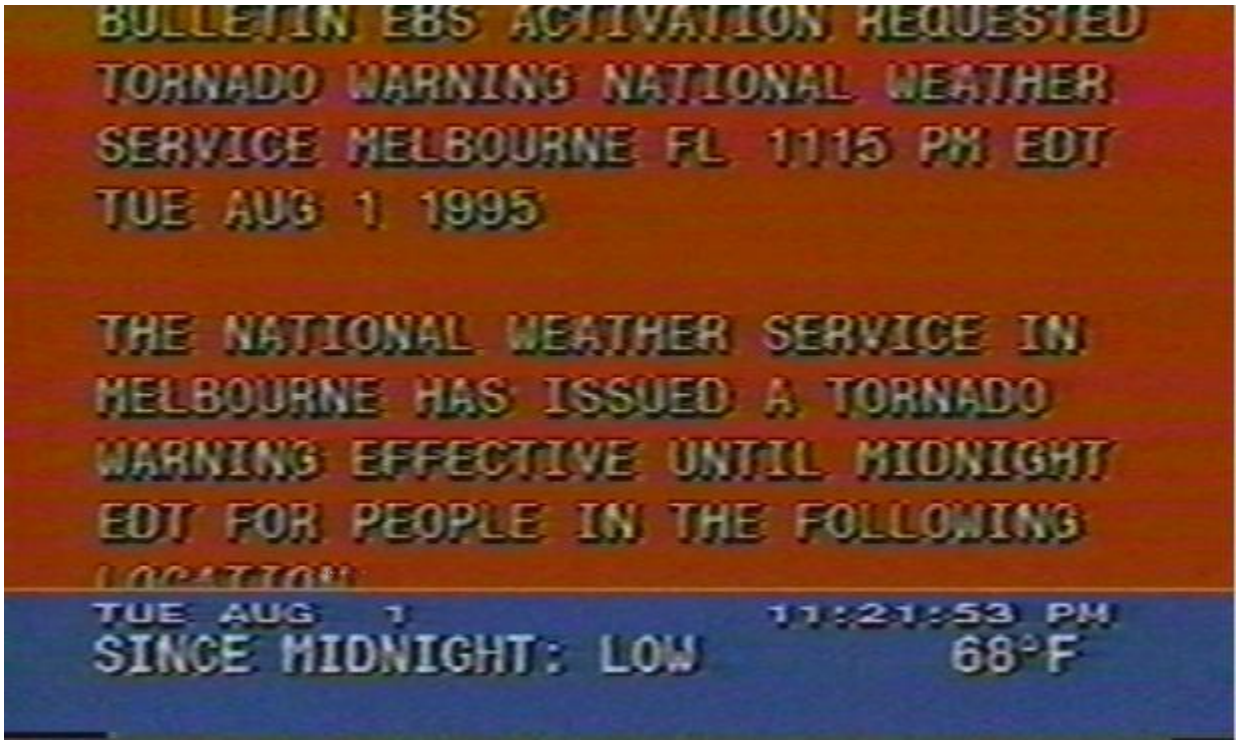 BULLETIN EBS ACTIVATION REQUESTED
TORNADO WARNING NATIONAL WEATHER
SERVICE MELBOURNE FL 1115 PM EDT
TUE AUG 1 1995
THE NATIONAL WEATHER SERVICE IN
MELBOURNE HAS ISSUED A TORNADO
WARNING EFFECTIVE UNTIL MIDNIGHT
EDT FOR PEOPLE IN THE FOLLOWING
LOCATION
TUE AUG 1 11:21:53 PM
SINCE MIDNIGHT: LOW 68°F